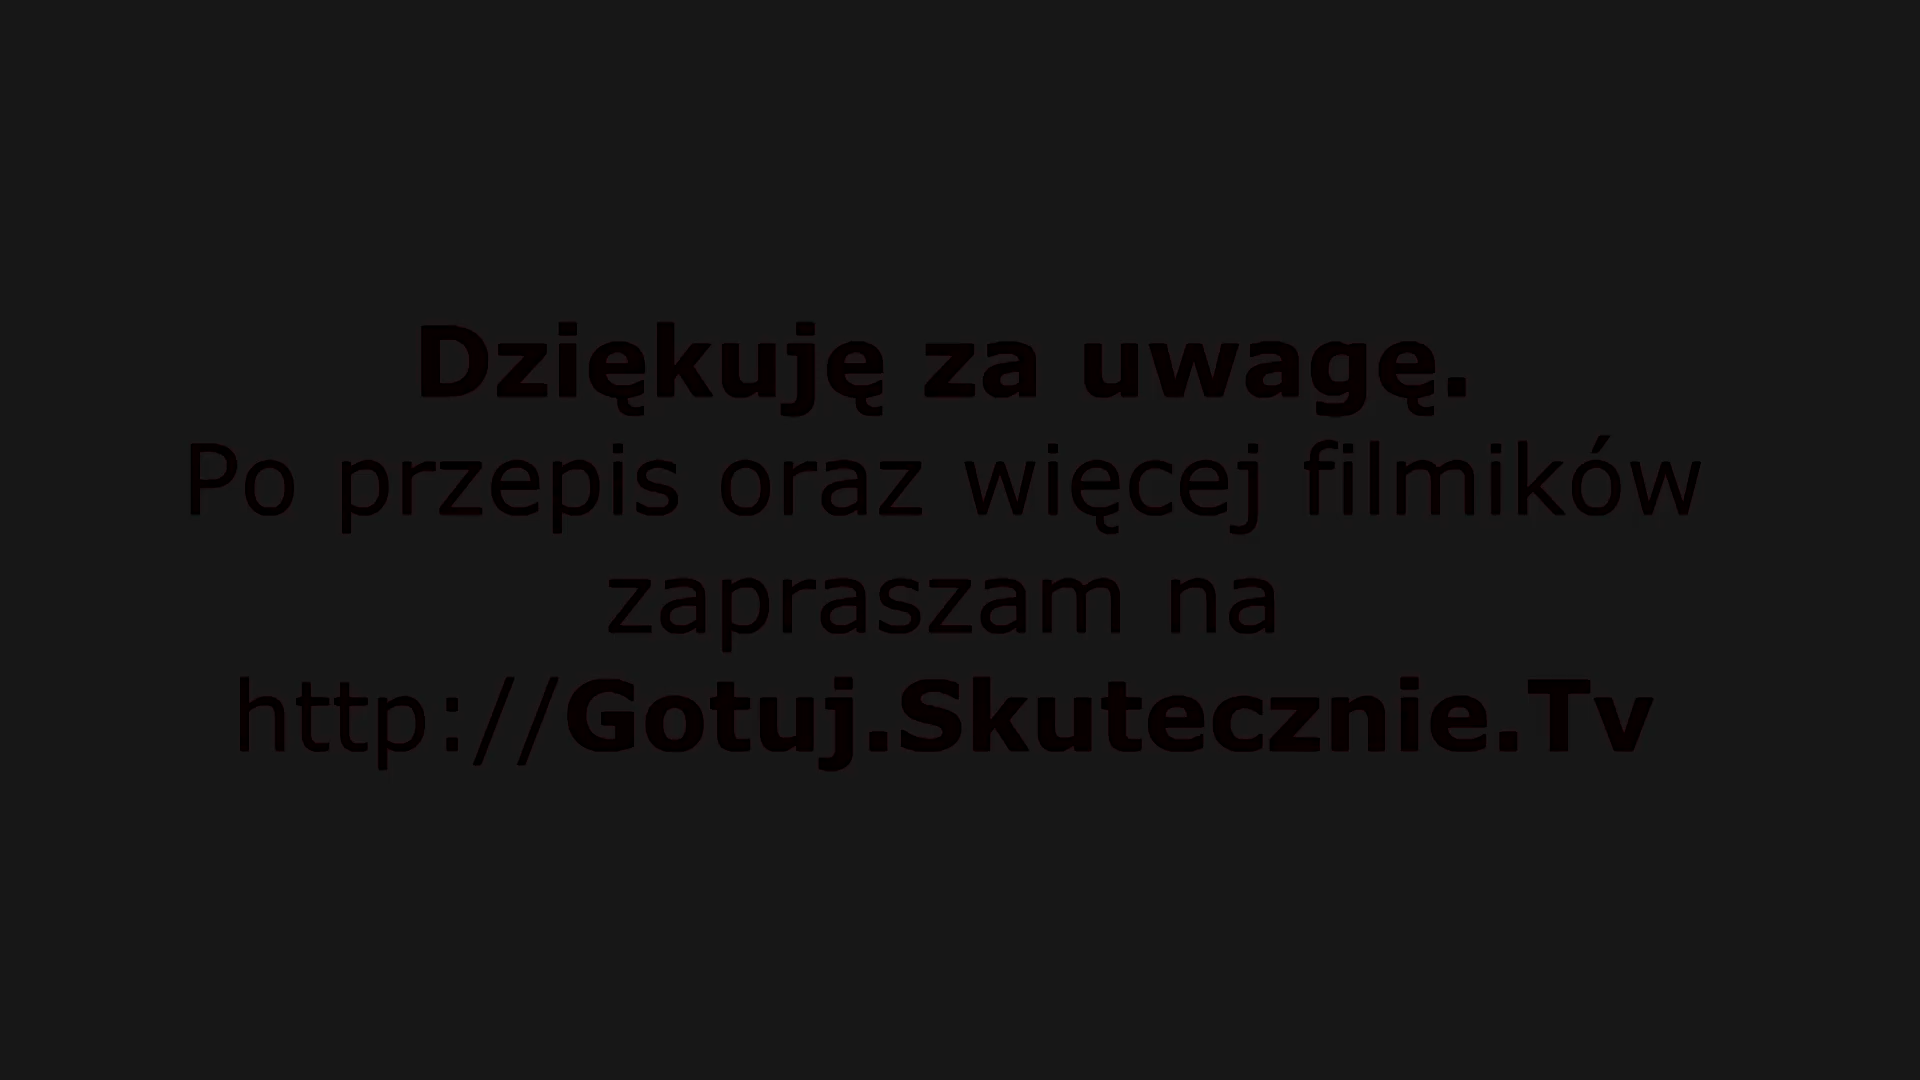 Dziękuję za uwagę.
Po przepis oraz więcej filmików
zapraszam na
http://Gotuj.Skutecznie.Tv